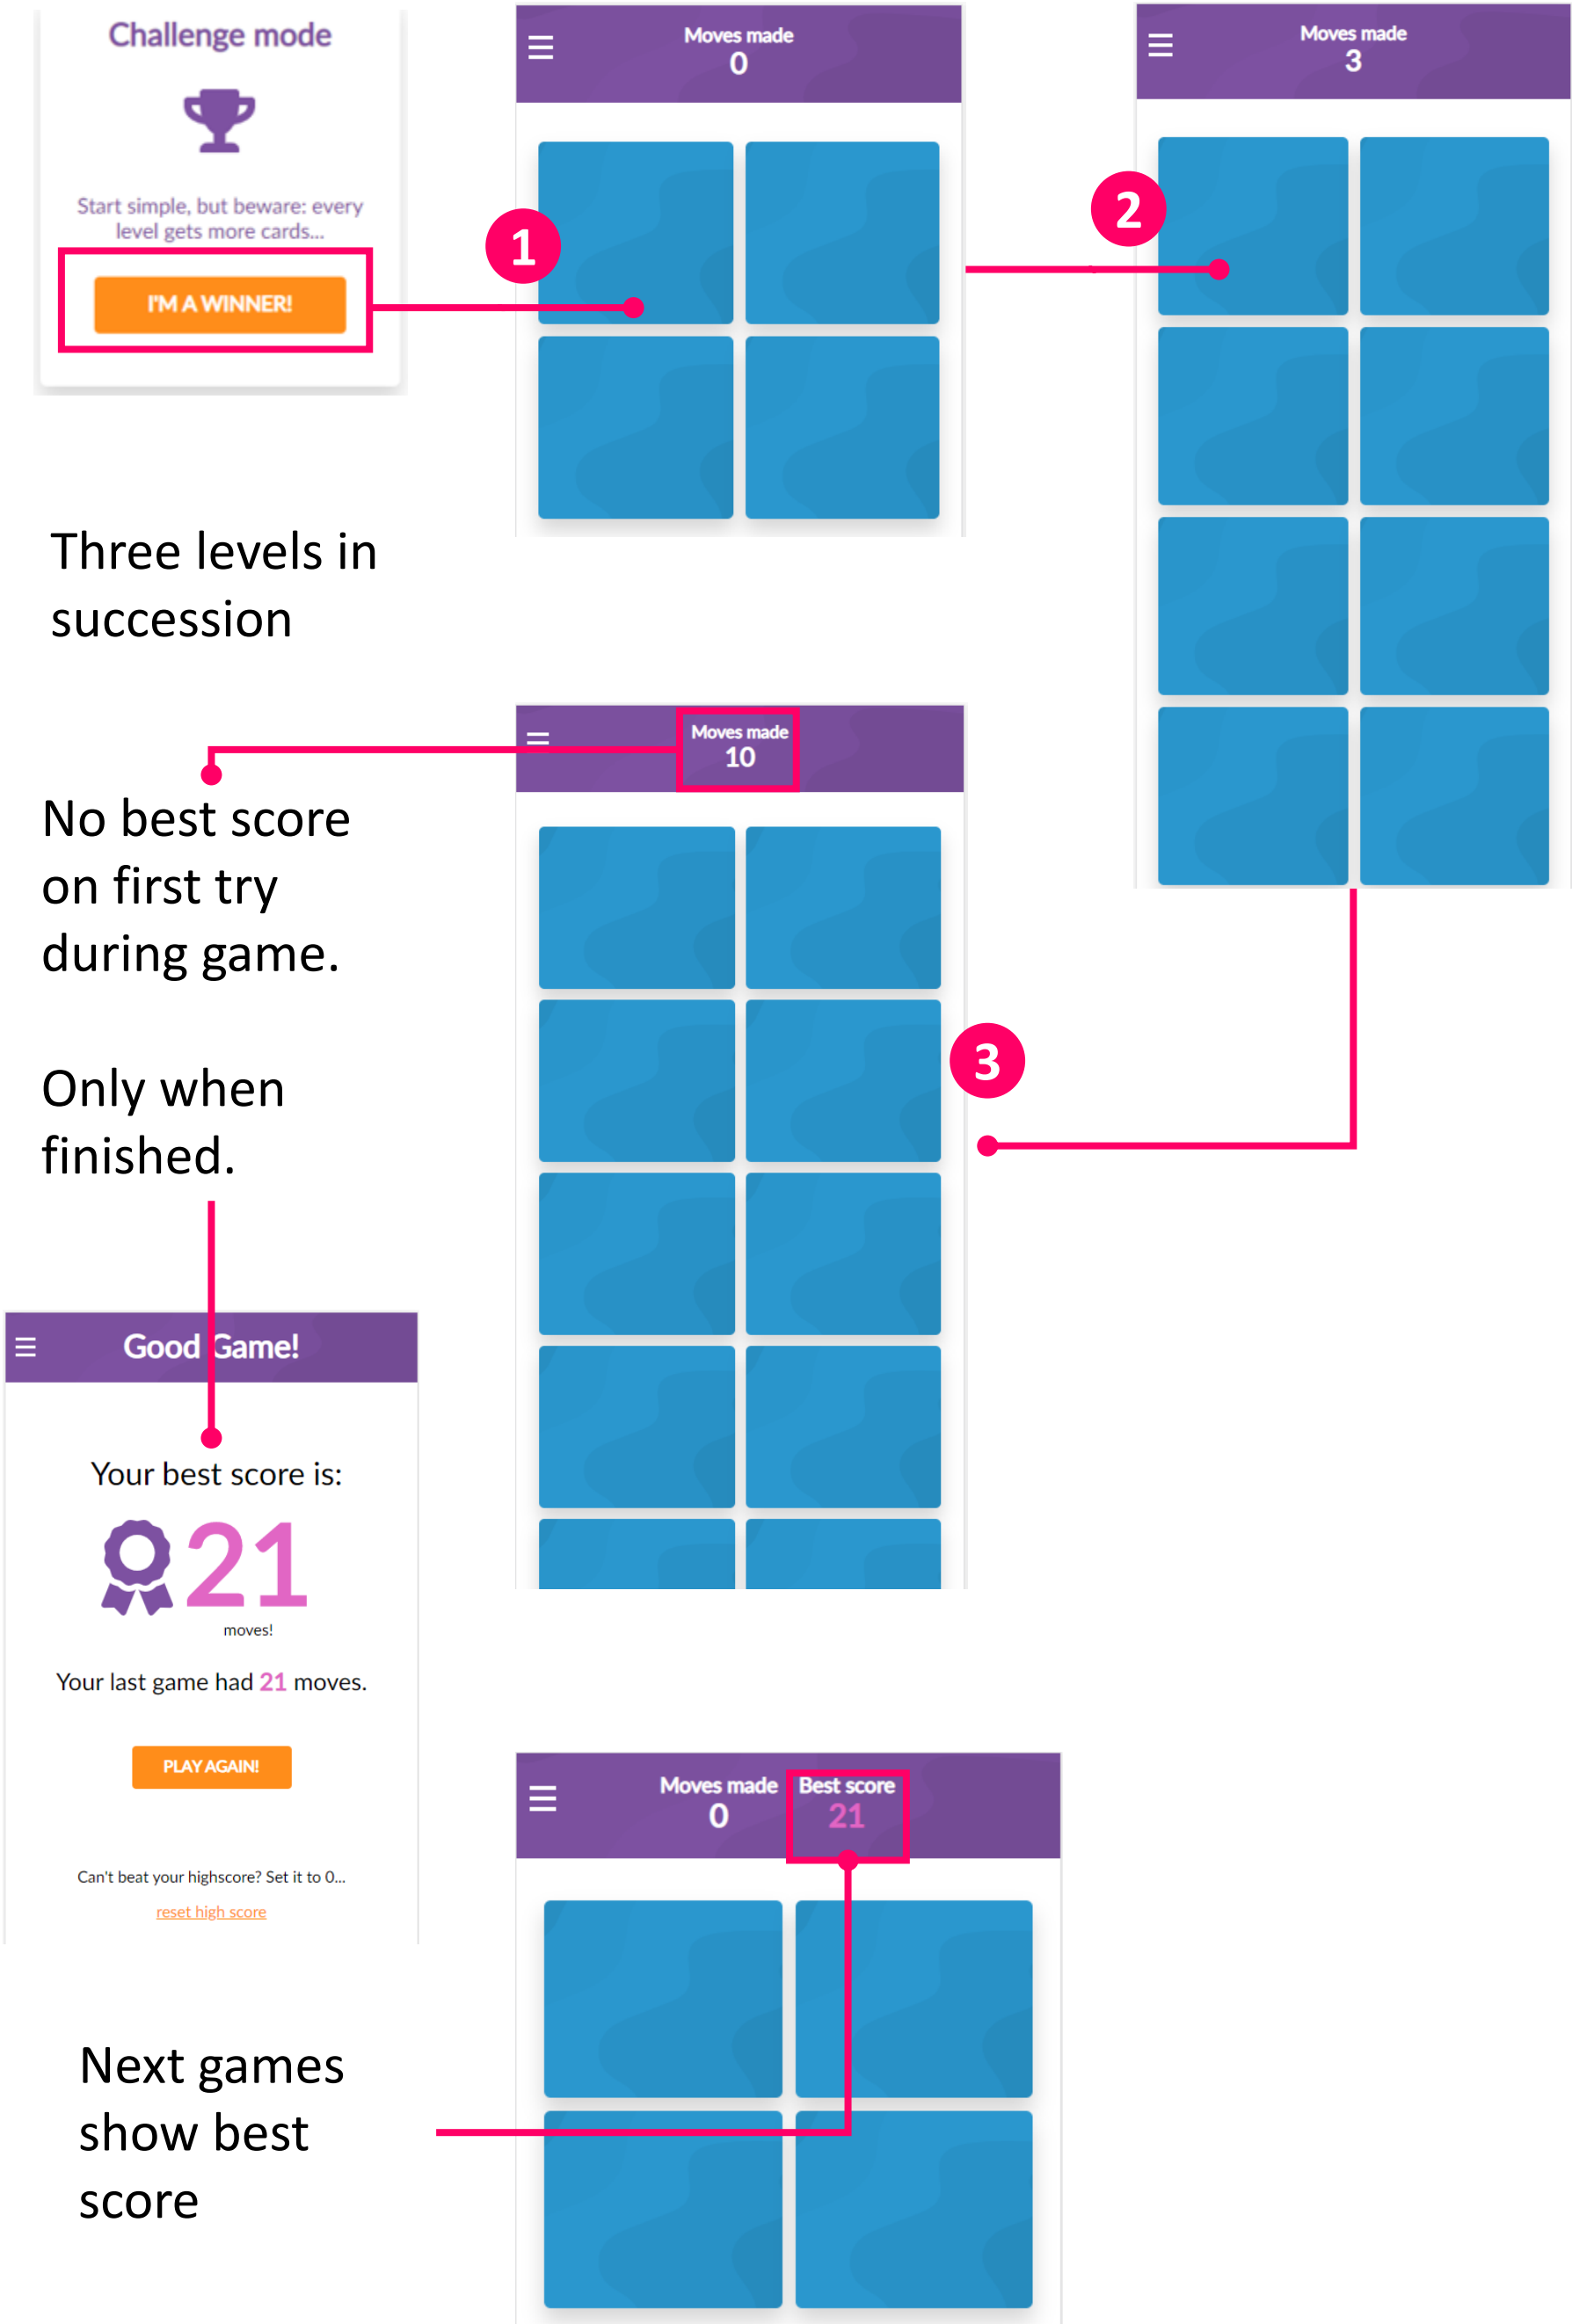 Challenge mode
Start simple, but beware: every
level gets more cards...
I'M A WINNER!
Moves made
0
1
Moves made
3
2
Three levels in
succession
Moves made
10
No best score
on first try
during game.
Only when
finished.
3
Good Game!
Your best score is:
21
moves!
Your last game had 21 moves.
PLAY AGAIN!
Can't beat your highscore? Set it to 0...
reset high score
Moves made
0
Best score
21
Next games
show best
score